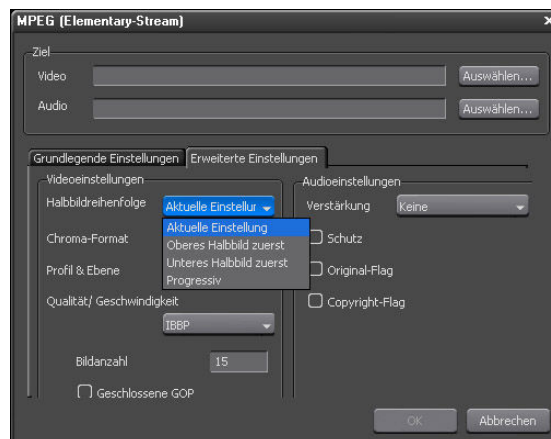 MPEG (Elementary-Stream)
Ziel
Video
Auswählen...
Audio
Auswählen...
Grundlegende Einstellungen
Erweiterte Einstellungen
Videoeinstellungen
Halbbildreihenfolge
Aktuelle Einstellur
Aktuelle Einstellung
Oberes Halbbild zuerst
Unteres Halbbild zuerst
Progressiv
Chroma-Format
Profil & Ebene
Qualität/ Geschwindigkeit
IBBP
Bildanzahl
15
Geschlossene GOP
Audioeinstellungen
Verstärkung
Keine
Schutz
Original-Flag
Copyright-Flag
OK
Abbrechen